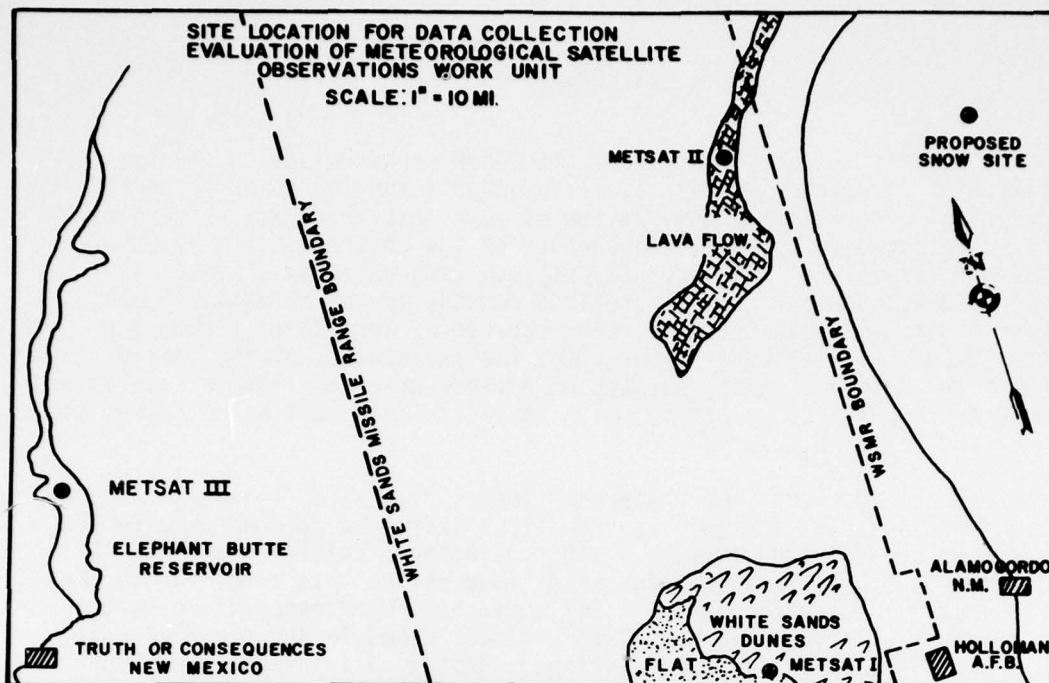 SITE LOCATION FOR DATA COLLECTION
EVALUATION OF METEOROLOGICAL SATELLITE
OBSERVATIONS WORK UNIT
SCALE: 1" = 10 MI.
METSAT II
PROPOSED
SNOW SITE
LAVA FLOW
N
WHITE SANDS MISSILE RANGE BOUNDARY
WSMR BOUNDARY
METSAT III
ELEPHANT BUTTE
RESERVOIR
ALAMOGORDO
N.M.
WHITE SANDS
DUNES
TRUTH OR CONSEQUENCES
NEW MEXICO
FLAT
METSAT I
HOLLOMAN
A.F.B.